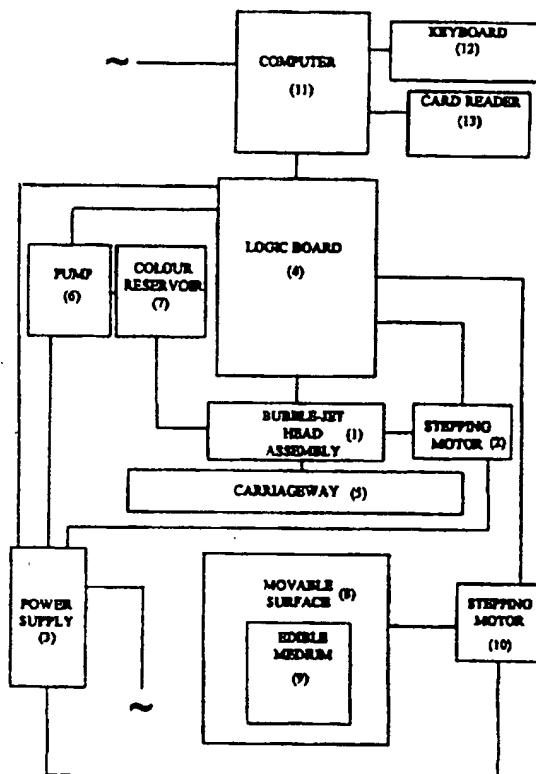 KEYBOARD
(12)
~
COMPUTER
(11)
CARD READER
(13)
LOGIC BOARD
(4)
PUMP
(6)
COLOUR
RESERVOIR
(7)
BUBBLE-JET
HEAD (1)
ASSEMBLY
STEPPING
MOTOR (2)
CARRIAGEWAY (5)
POWER
SUPPLY
(3)
~
MOVABLE
SURFACE (8)
EDIBLE
MEDIUM
(9)
STEPPING
MOTOR
(10)